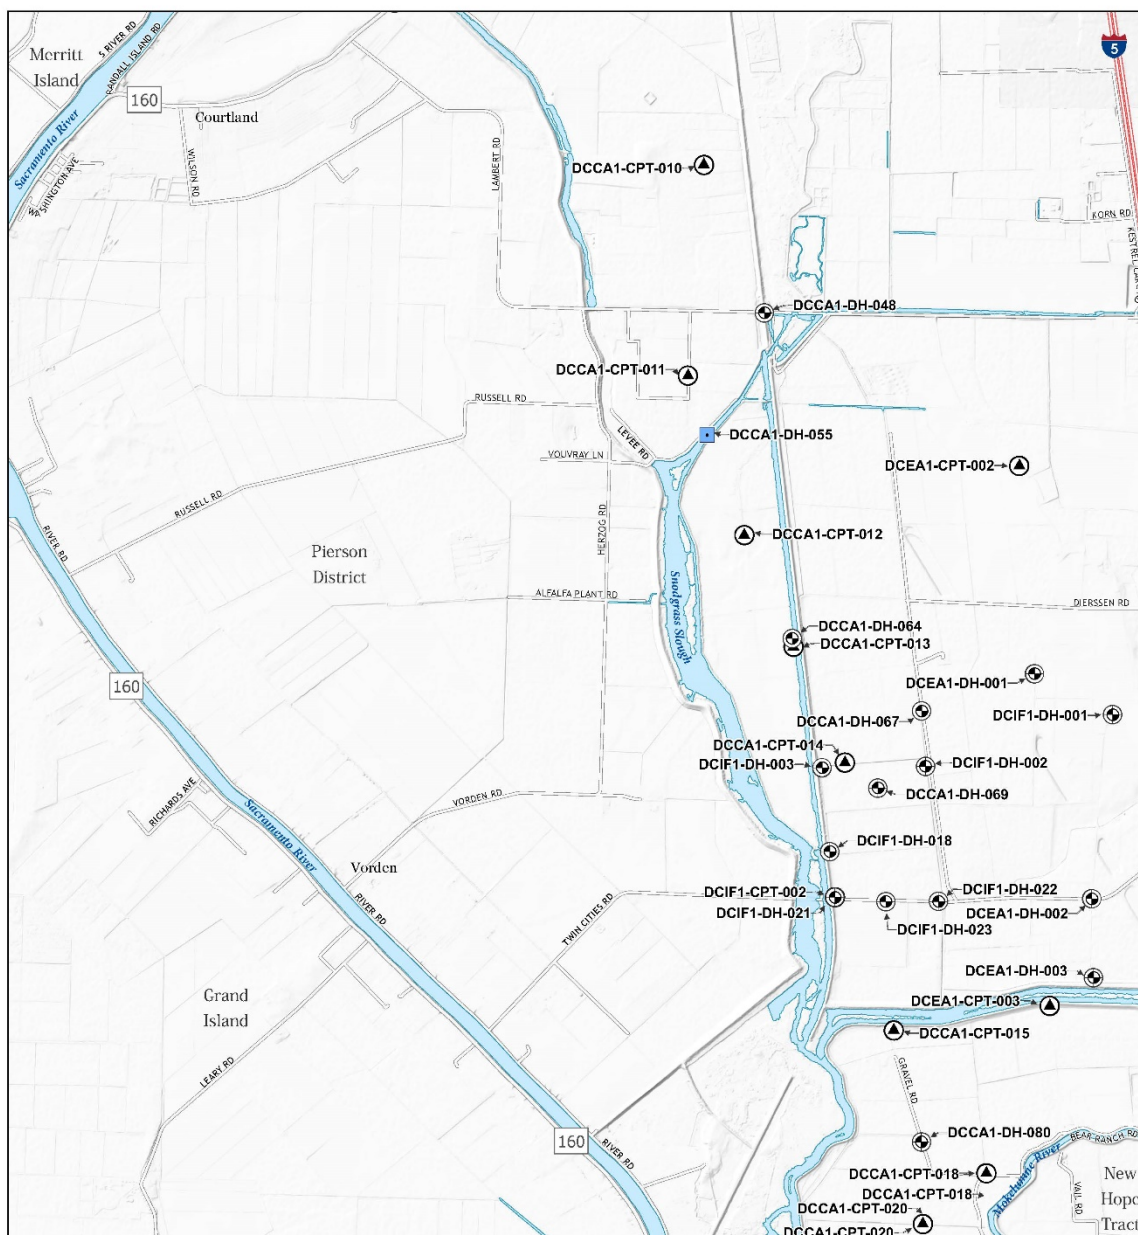 S RIVER RD
RANDALL ISLAND RD
Merritt
Island
5
160
Courtland
Sacramento River
WASHINGTON AVE
WILSON RD
LAMBERT RD
DCCA1-CPT-010
KORN RD
DCCA1-DH-048
DCCA1-CPT-011
RUSSELL RD
LEVEE RD
DCCA1-DH-055
VOUVRAY LN
DCEA1-CPT-002
RUSSELL RD
RIVER RD
HERZOG RD
DCCA1-CPT-012
Pierson
District
Snodgrass Slough
ALFALFA PLANT RD
DIERSSEN RD
DCCA1-DH-064
DCCA1-CPT-013
DCEA1-DH-001
160
DCCA1-DH-067
DCIF1-DH-001
DCCA1-CPT-014
DCIF1-DH-003
DCIF1-DH-002
DCCA1-DH-069
RICHARDS AVE
VORDEN RD
Sacramento River
DCIF1-DH-018
Vorden
RIVER RD
TWIN CITIES RD
DCIF1-CPT-002
DCIF1-DH-021
DCIF1-DH-022
DCEA1-DH-002
DCIF1-DH-023
DCEA1-DH-003
Grand
Island
DCEA1-CPT-003
DCCA1-CPT-015
LEARY RD
GRAVEL RD
160
RIVER RD
DCCA1-DH-080
BEAR RANCH RD
DCCA1-CPT-018
Mokelumne River
DCCA1-CPT-018
VAIL RD
New
Hope
Tract
DCCA1-CPT-020
DCCA1-CPT-020